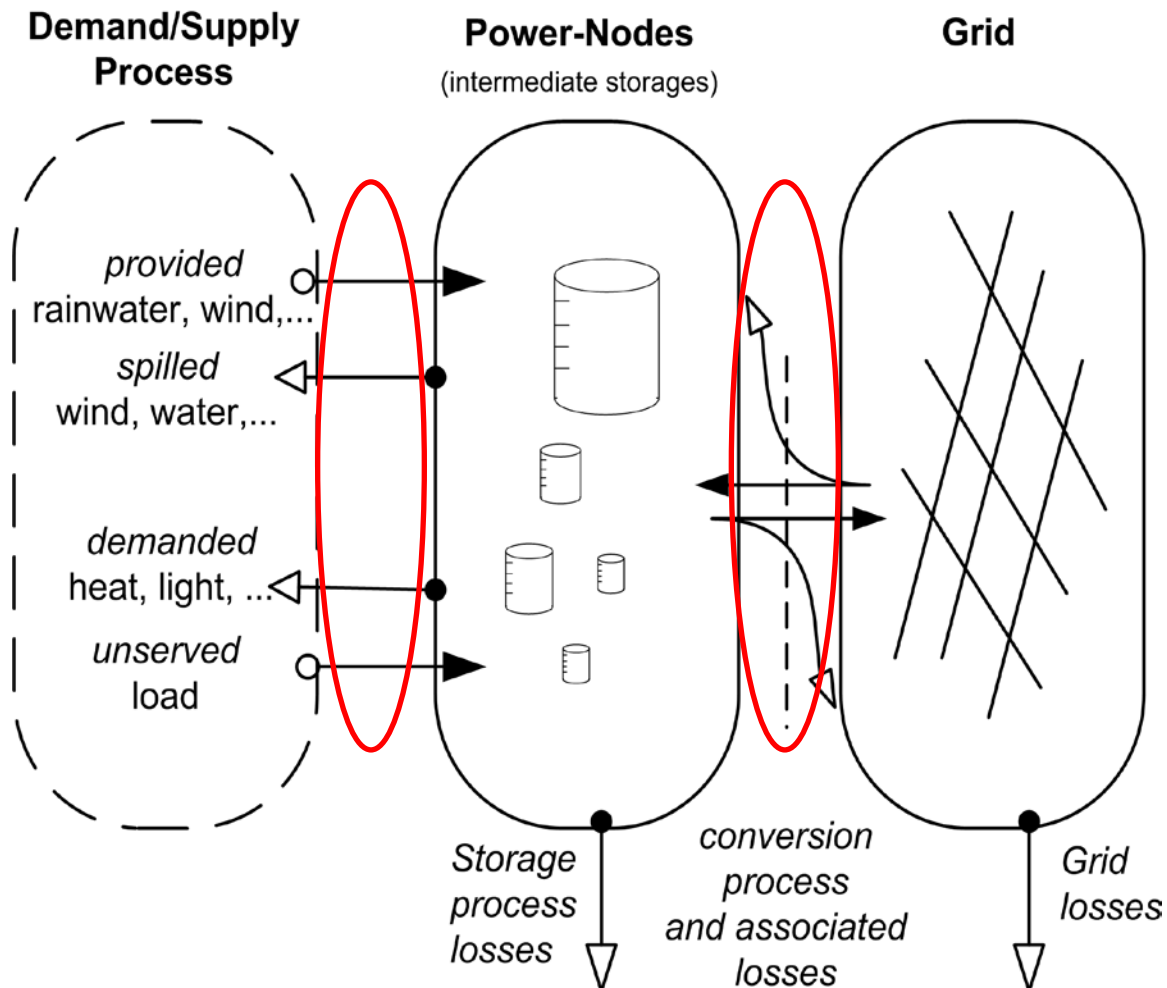 Demand/Supply
Process
Power-Nodes
(intermediate storages)
Grid
provided
rainwater, wind,...
spilled
wind, water,...
demanded
heat, light, ...
unserved
load
Storage
process
losses
conversion
process
and associated
losses
Grid
losses